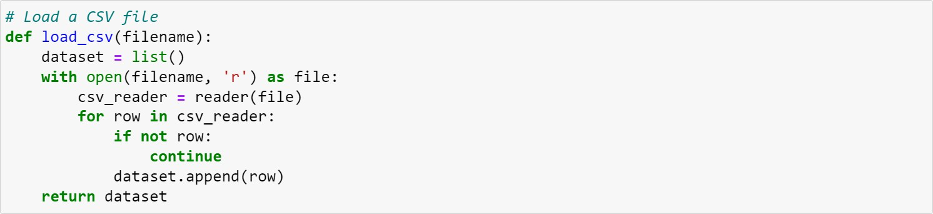 # Load a CSV file
def load_csv(filename):
    dataset = list()
    with open(filename, 'r') as file:
        csv_reader = reader(file)
        for row in csv_reader:
            if not row:
                continue
            dataset.append(row)
    return dataset